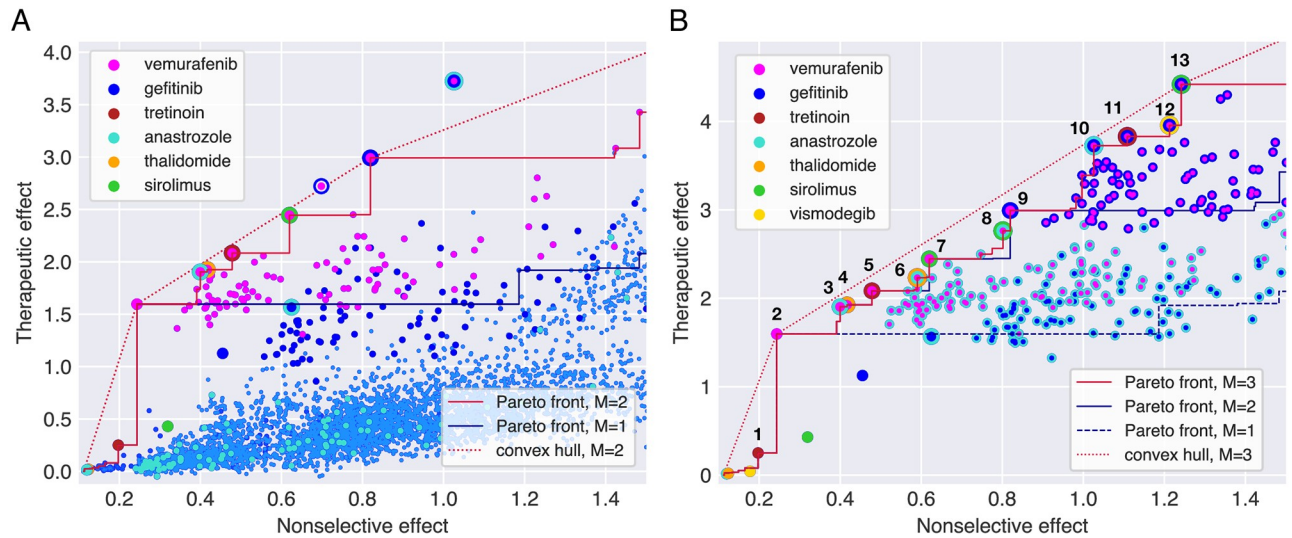 A
4.0
3.5
3.0
2.5
2.0
1.5
1.0
0.5
0.0
Therapeutic effect
vemurafenib
gefitinib
tretinoin
anastrozole
thalidomide
sirolimus
Pareto front, M=2
Pareto front, M=1
convex hull, M=2
0.2 0.4 0.6 0.8 1.0 1.2 1.4
Nonselective effect
B
4
3
2
1
0
Therapeutic effect
vemurafenib
gefitinib
tretinoin
anastrozole
thalidomide
sirolimus
vismodegib
13
12
11
10
9
8
7
6
5
3 4
2
1
Pareto front, M=3
Pareto front, M=2
Pareto front, M=1
convex hull, M=3
0.2 0.4 0.6 0.8 1.0 1.2 1.4
Nonselective effect